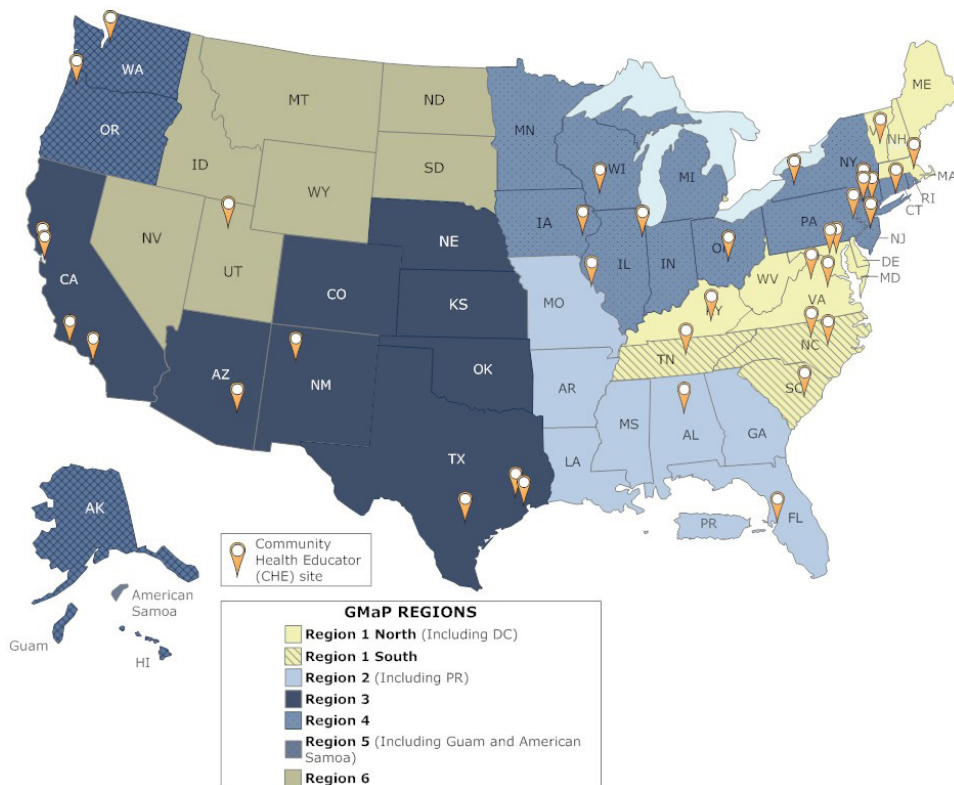 ME
WA
MT
ND
MN
OR
NH
NY
MA
ID
SD
WI
MI
WY
RI
CT
IA
PA
NE
NV
NJ
IL
IN
DE
UT
CA
CO
WV
MD
KS
MO
VA
KY
NC
TN
OK
AZ
NM
AR
SC
MS
AL
GA
TX
LA
AK
FL
PR
Community
Health Educator
(CHE) site
American
Samoa
Guam
HI
GMaP REGIONS
Region 1 North (Including DC)
Region 1 South
Region 2 (Including PR)
Region 3
Region 4
Region 5 (Including Guam and American
Samoa)
Region 6